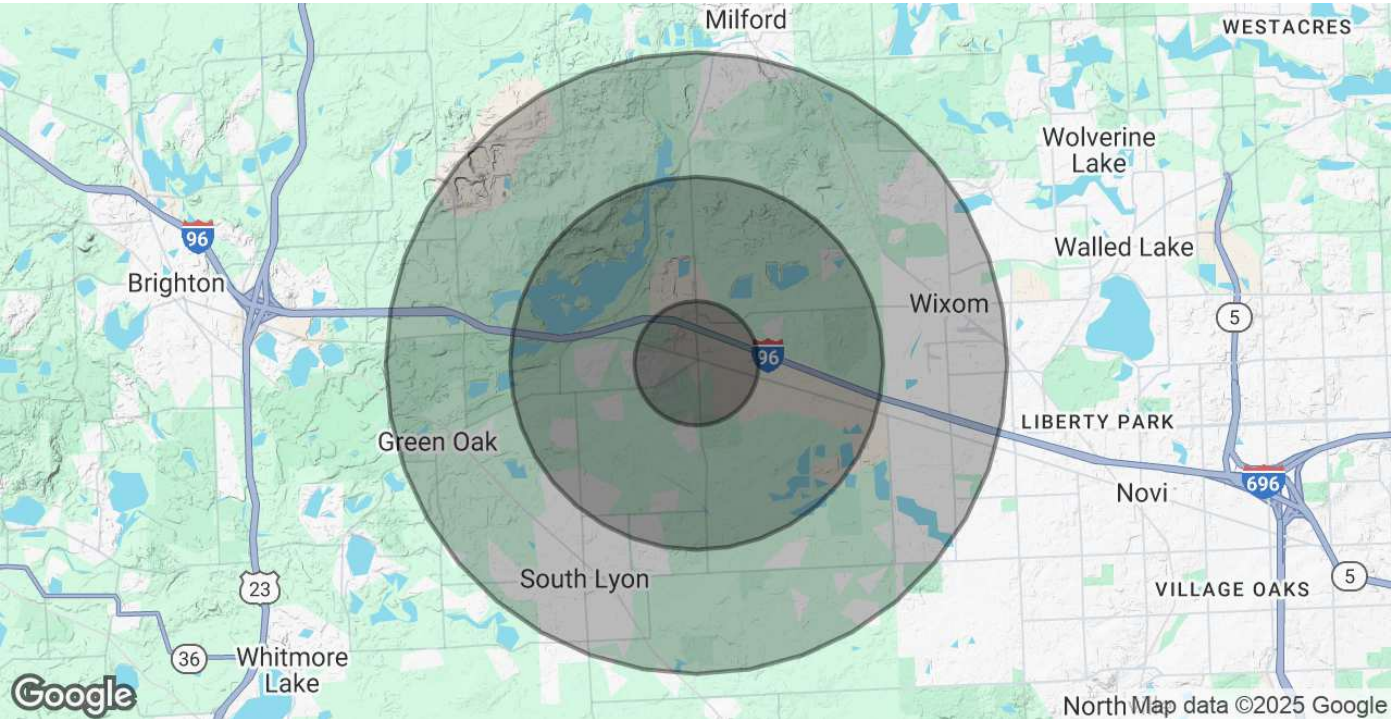 Milford
WESTACRES
Wolverine
Lake
96
Walled Lake
Brighton
Wixom
5
96
LIBERTY PARK
Green Oak
Novi
696
South Lyon
23
5
VILLAGE OAKS
36
Whitmore
Lake
Google
North
Map data ©2025 Google